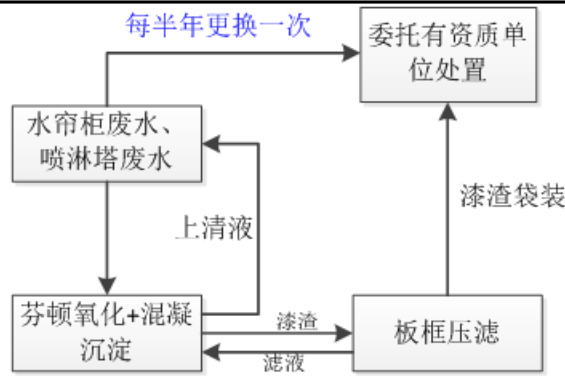 每半年更换一次
委托有资质单
位处置
水帘柜废水、
喷淋塔废水
上清液
漆渣袋装
芬顿氧化+混凝
沉淀
漆渣
滤液
板框压滤